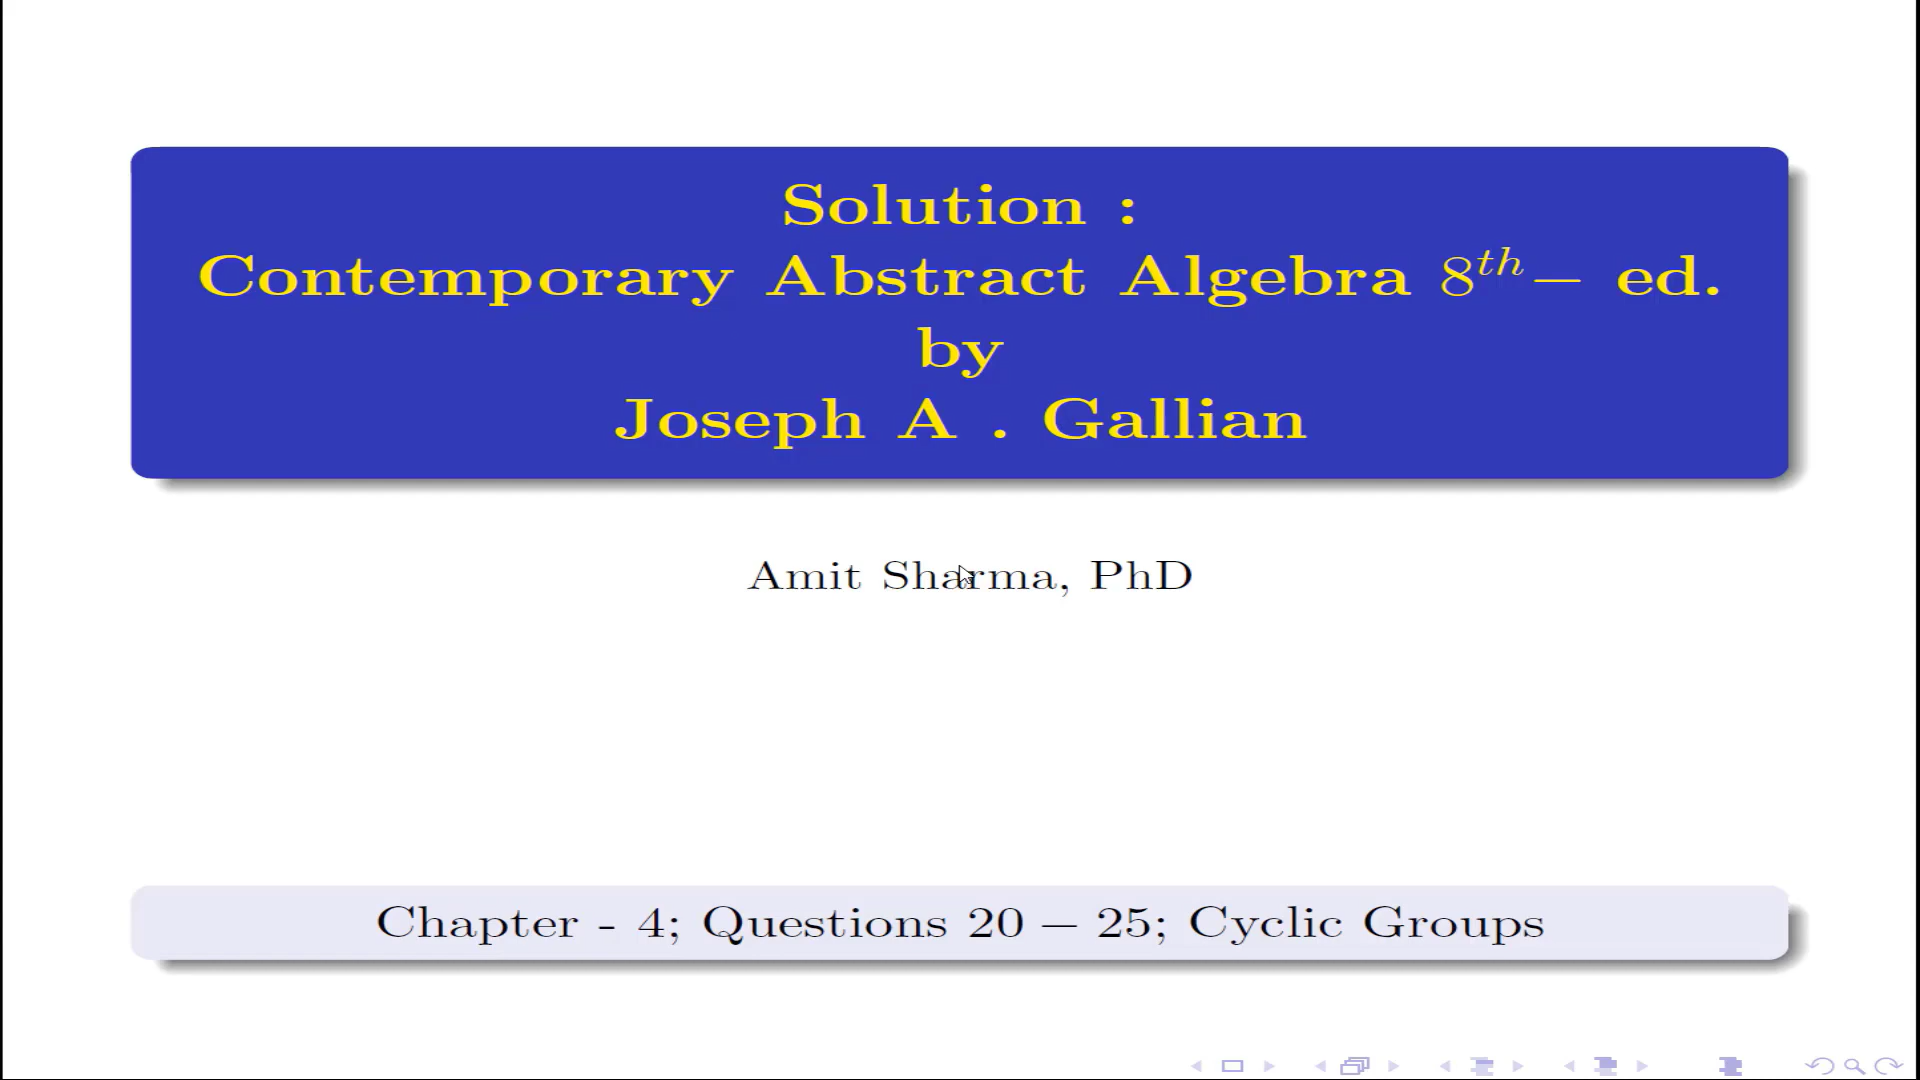 Solution :
Contemporary Abstract Algebra 8th− ed.
by
Joseph A . Gallian
Amit Sharma, PhD
Chapter - 4; Questions 20 − 25; Cyclic Groups